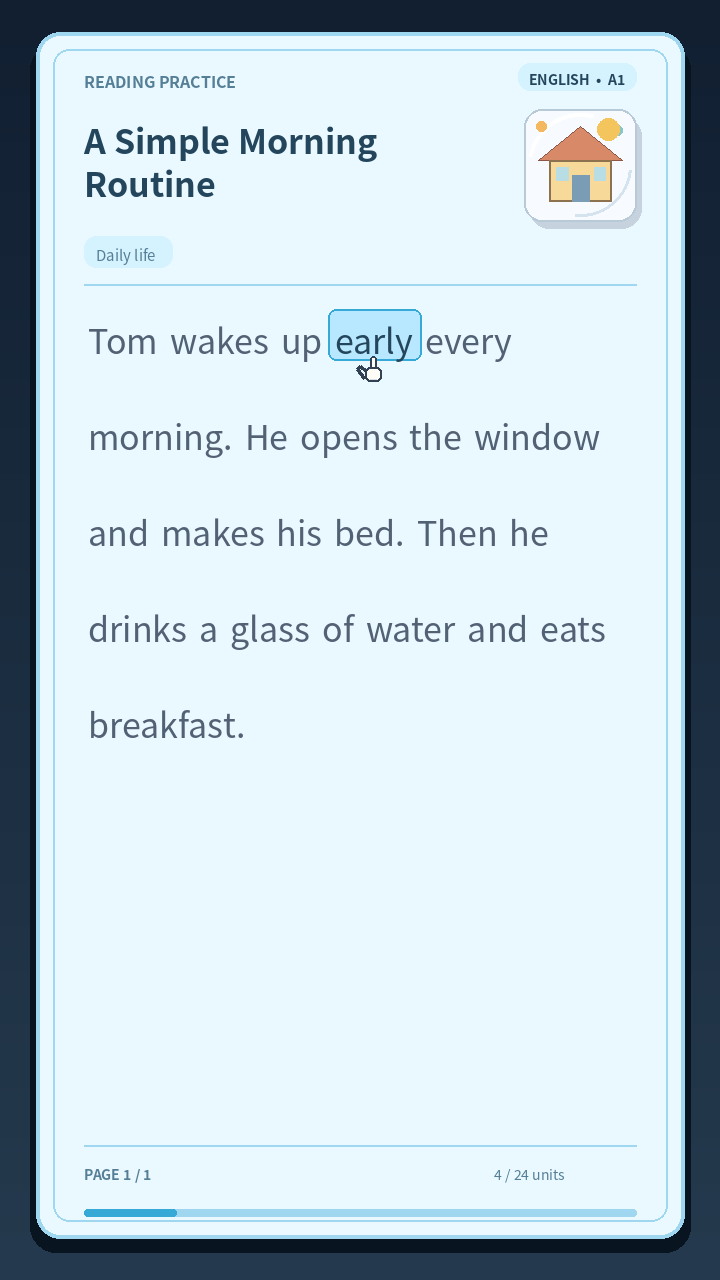 READING PRACTICE
ENGLISH • A1
A Simple Morning
Routine
Daily life
Tom wakes up early every
morning. He opens the window
and makes his bed. Then he
drinks a glass of water and eats
breakfast.
PAGE 1 / 1
4 / 24 units